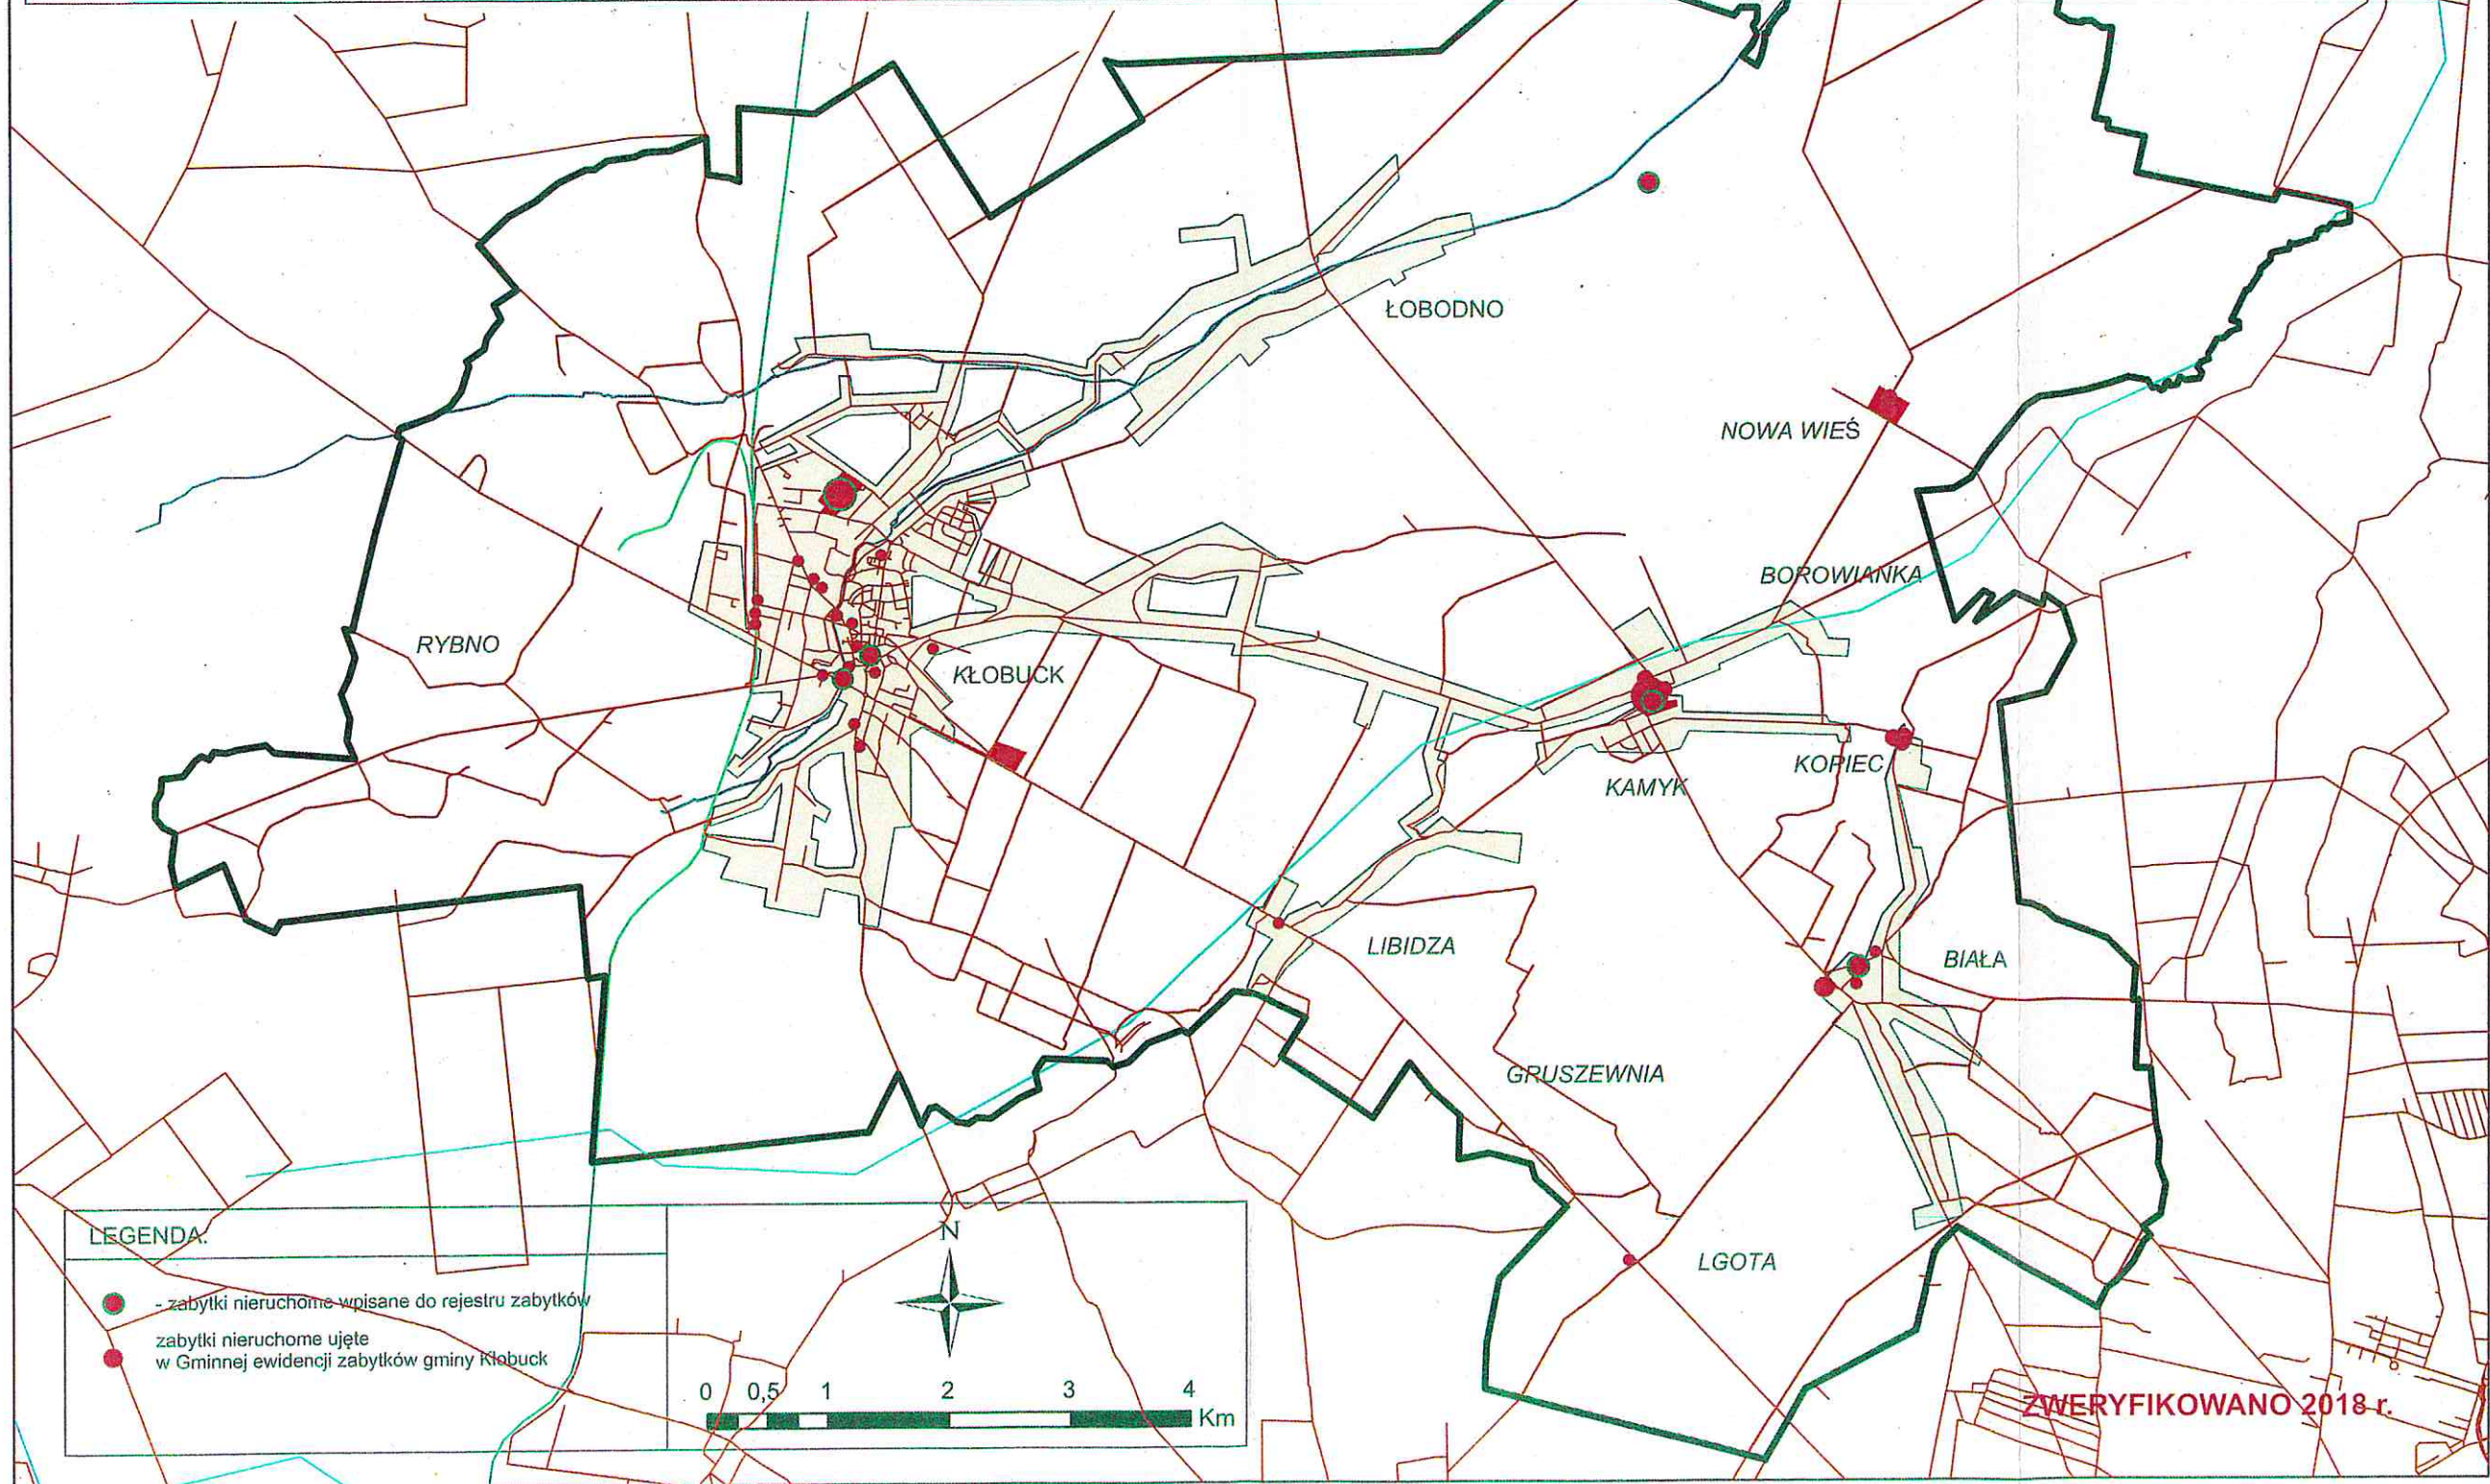 ŁOBODNO
NOWA WIEŚ
BOROWIANKA
RYBNO
KŁOBUCK
KOPIEC
KAMYK
LIBIDZA
BIAŁA
GRUSZEWNIA
LGOTA
LEGENDA:
- zabytki nieruchome wpisane do rejestru zabytków
zabytki nieruchome ujęte
w Gminnej ewidencji zabytków gminy Kłobuck
N
0 0,5 1 2 3 4
Km
ZWERYFIKOWANO 2018 r.